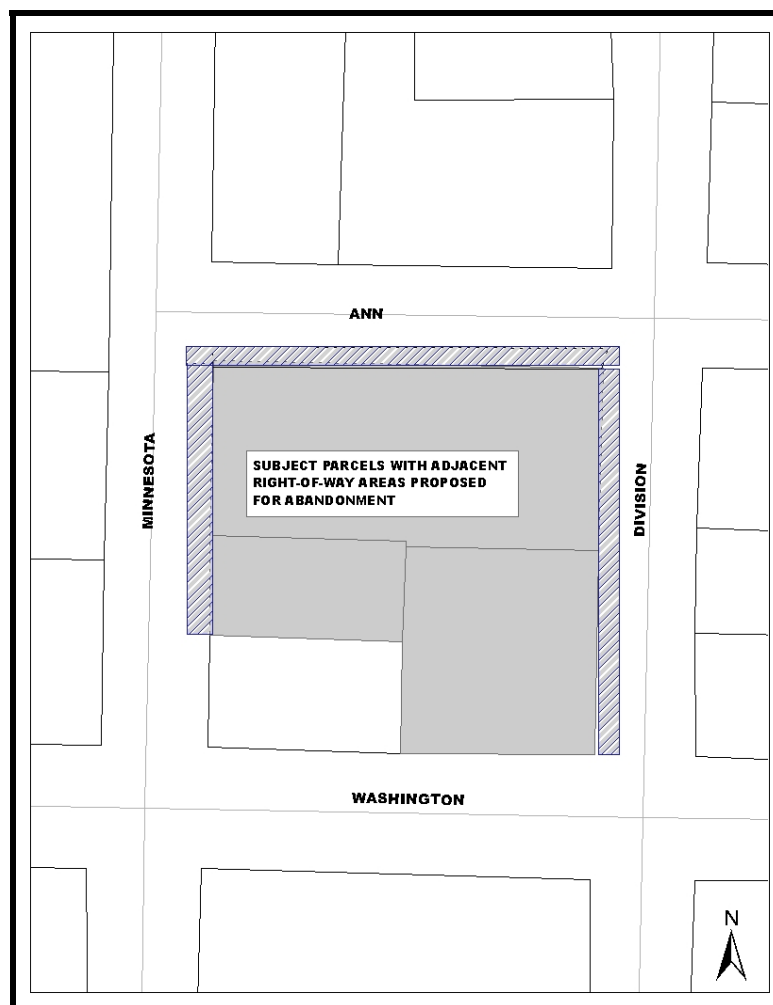 ANN
MINNESOTA
SUBJECT PARCELS WITH ADJACENT
RIGHT-OF-WAY AREAS PROPOSED
FOR ABANDONMENT
DIVISION
WASHINGTON
N